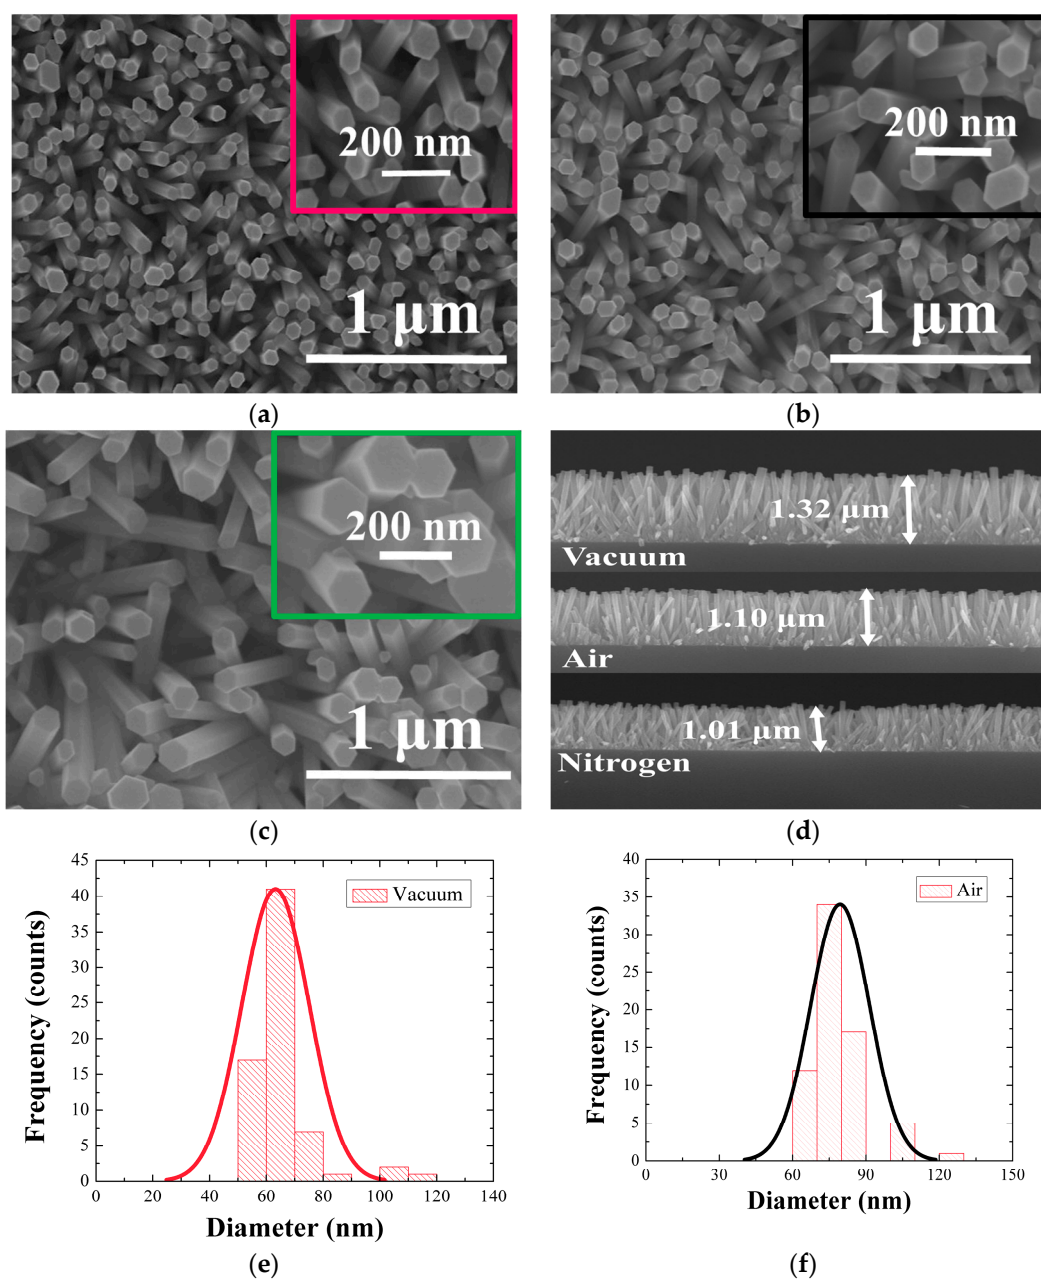 200 nm
1 μm
(a)
200 nm
1 μm
(b)
200 nm
1 μm
(c)
1.32 μm
Vacuum
1.10 μm
Air
1.01 μm
Nitrogen
(d)
45
40
35
30
25
20
15
10
5
0
0 20 40 60 80 100 120 140
Frequency (counts)
Vacuum
Diameter (nm)
(e)
40
35
30
25
20
15
10
5
0
0 30 60 90 120 150
Frequency (counts)
Air
Diameter (nm)
(f)